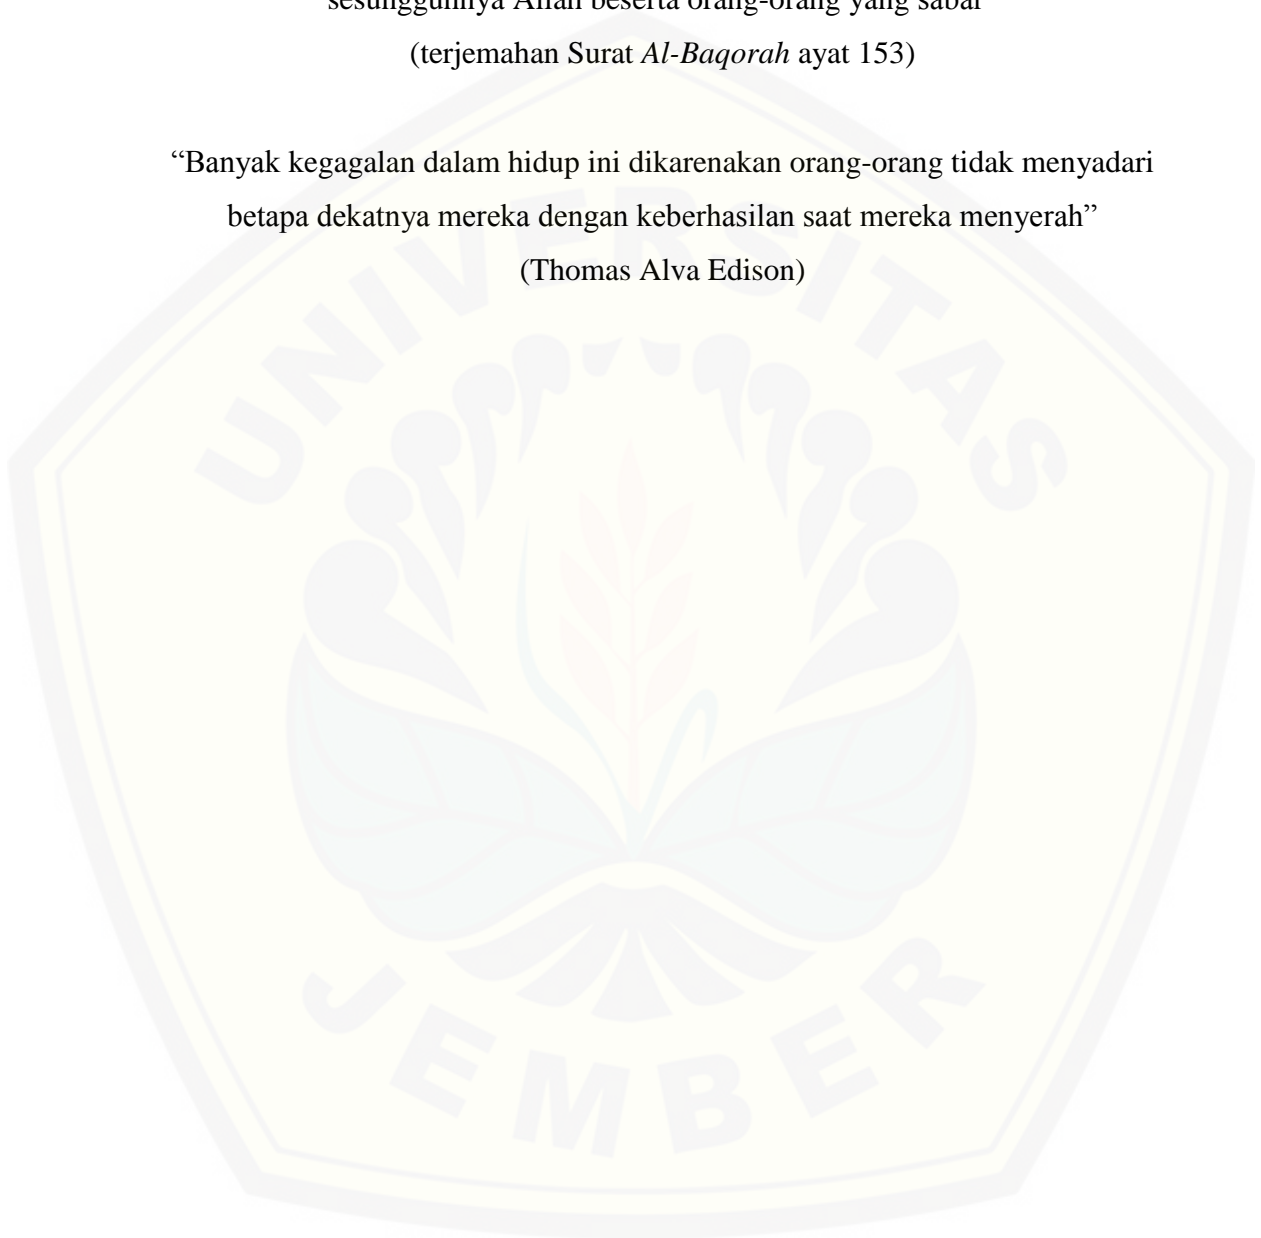 sesungguhnya Allah beserta orang-orang yang sabar
(terjemahan Surat Al-Baqorah ayat 153)
“Banyak kegagalan dalam hidup ini dikarenakan orang-orang tidak menyadari
betapa dekatnya mereka dengan keberhasilan saat mereka menyerah”
(Thomas Alva Edison)
UNIVERSITAS
JEMBER